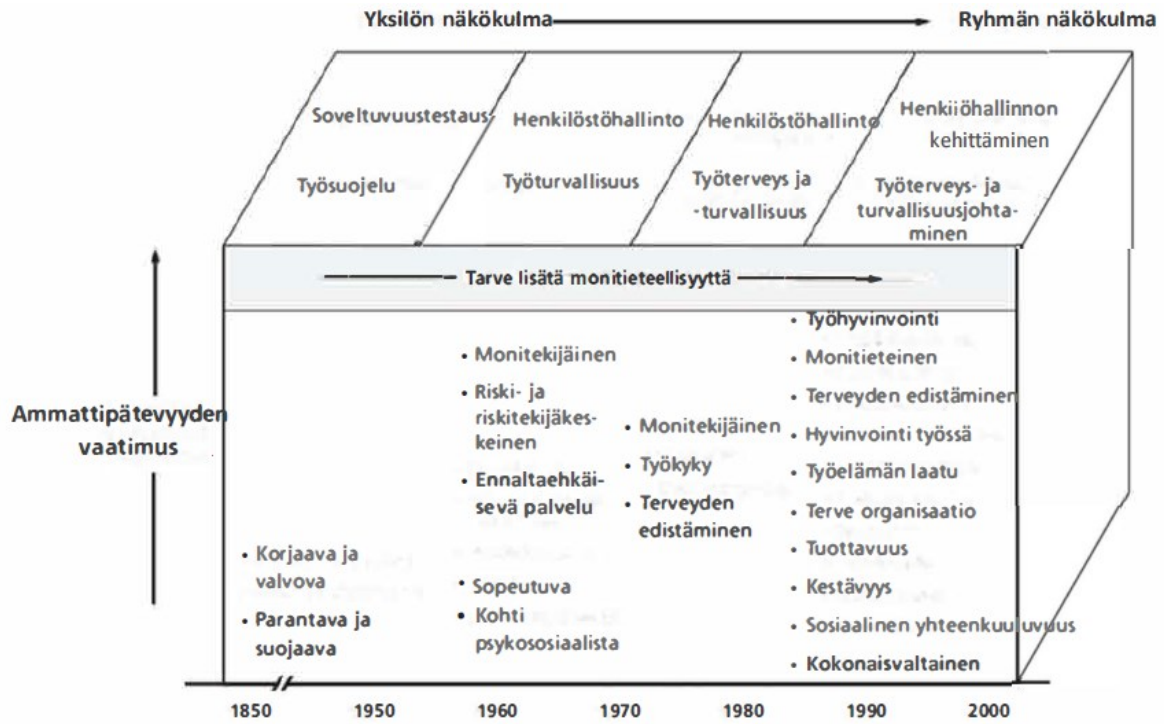 Yksilön näkökulma
Ryhmän näkökulma
Soveltuvuustestaus
Henkilöstöhallinto
Henkilöstöhallinto
Henkiiöhallinnon
kehittäminen
Työsuojelu
Työturvallisuus
Työterveys ja
-turvallisuus
Työterveys- ja
turvallisuusjohta-
minen
Tarve lisätä monitieteellisyyttä
Ammattipätevyyden
vaatimus
• Korjaava ja
valvova
• Parantava ja
suojaava
• Monitekijäinen
• Riski- ja
riskitekijäkes-
keinen
• Ennaltaehkäi-
sevä palvelu
• Sopeutuva
• Kohti
psykososiaalista
• Monitekijäinen
• Työkyky
• Terveyden
edistäminen
• Työhyvinvointi
• Monitieteinen
• Terveyden edistäminen
• Hyvinvointi työssä
• Työelämän laatu
• Terve organisaatio
• Tuottavuus
• Kestävyys
• Sosiaalinen yhteenkuuluvuus
• Kokonaisvaltainen
1850 1950 1960 1970 1980 1990 2000